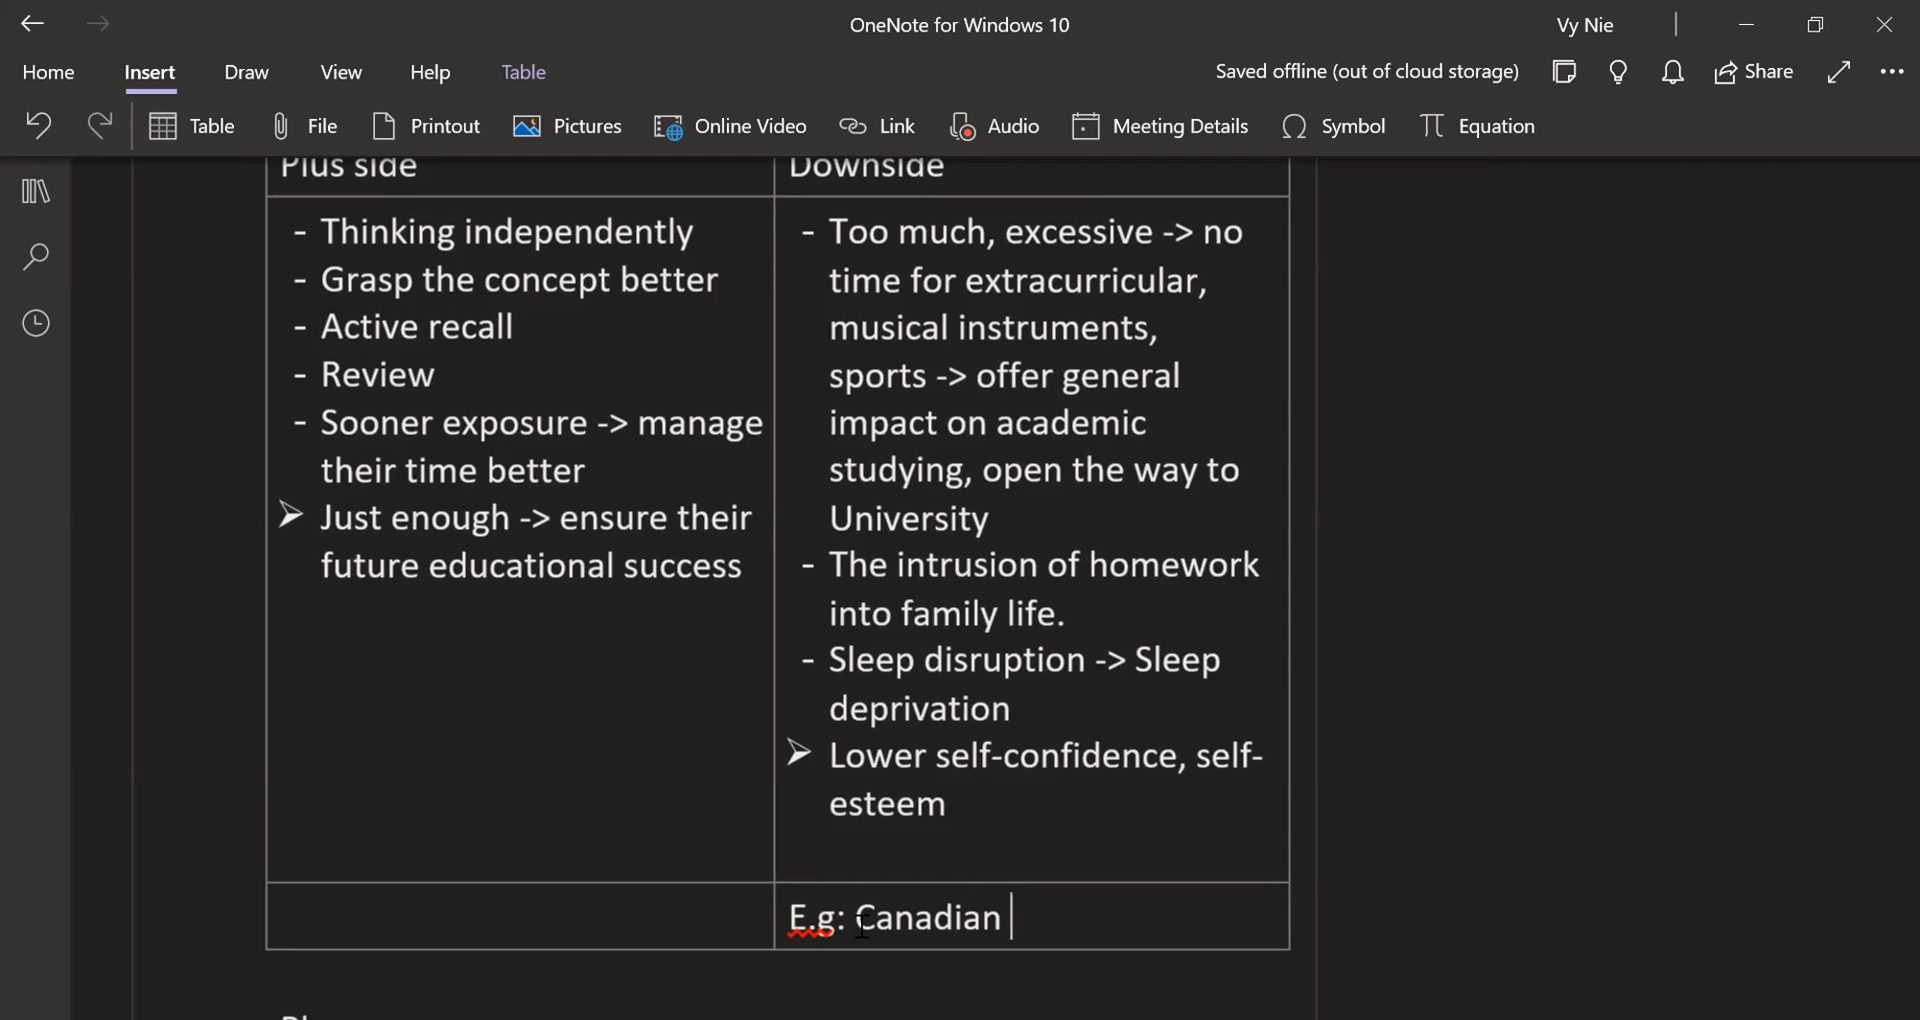 OneNote for Windows 10
Vy Nie
Home Insert Draw View Help Table
Saved offline (out of cloud storage)
Share
Table File Printout Pictures Online Video Link Audio Meeting Details Symbol Equation
Plus side
- Thinking independently
- Grasp the concept better
- Active recall
- Review
- Sooner exposure -> manage
their time better
➢ Just enough -> ensure their
future educational success
Downside
- Too much, excessive -> no
time for extracurricular,
musical instruments,
sports -> offer general
impact on academic
studying, open the way to
University
- The intrusion of homework
into family life.
- Sleep disruption -> Sleep
deprivation
➢ Lower self-confidence, self-
esteem
E.g: Canadian